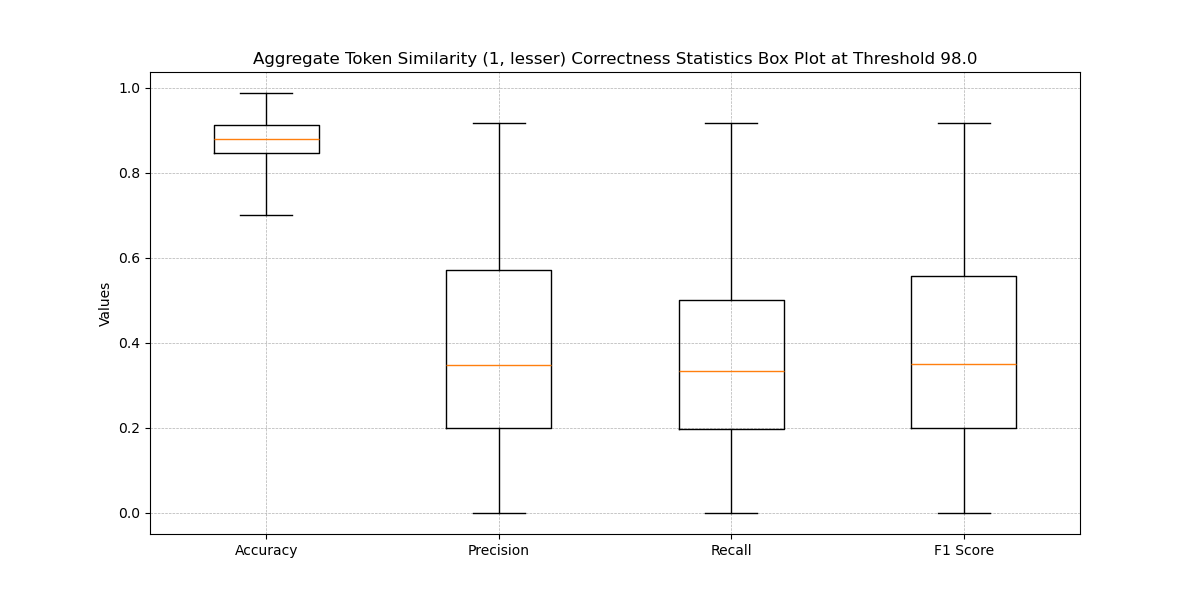 Aggregate Token Similarity (1, lesser) Correctness Statistics Box Plot at Threshold 98.0
1.0
0.8
0.6
0.4
0.2
0.0
Values
Accuracy Precision Recall F1 Score